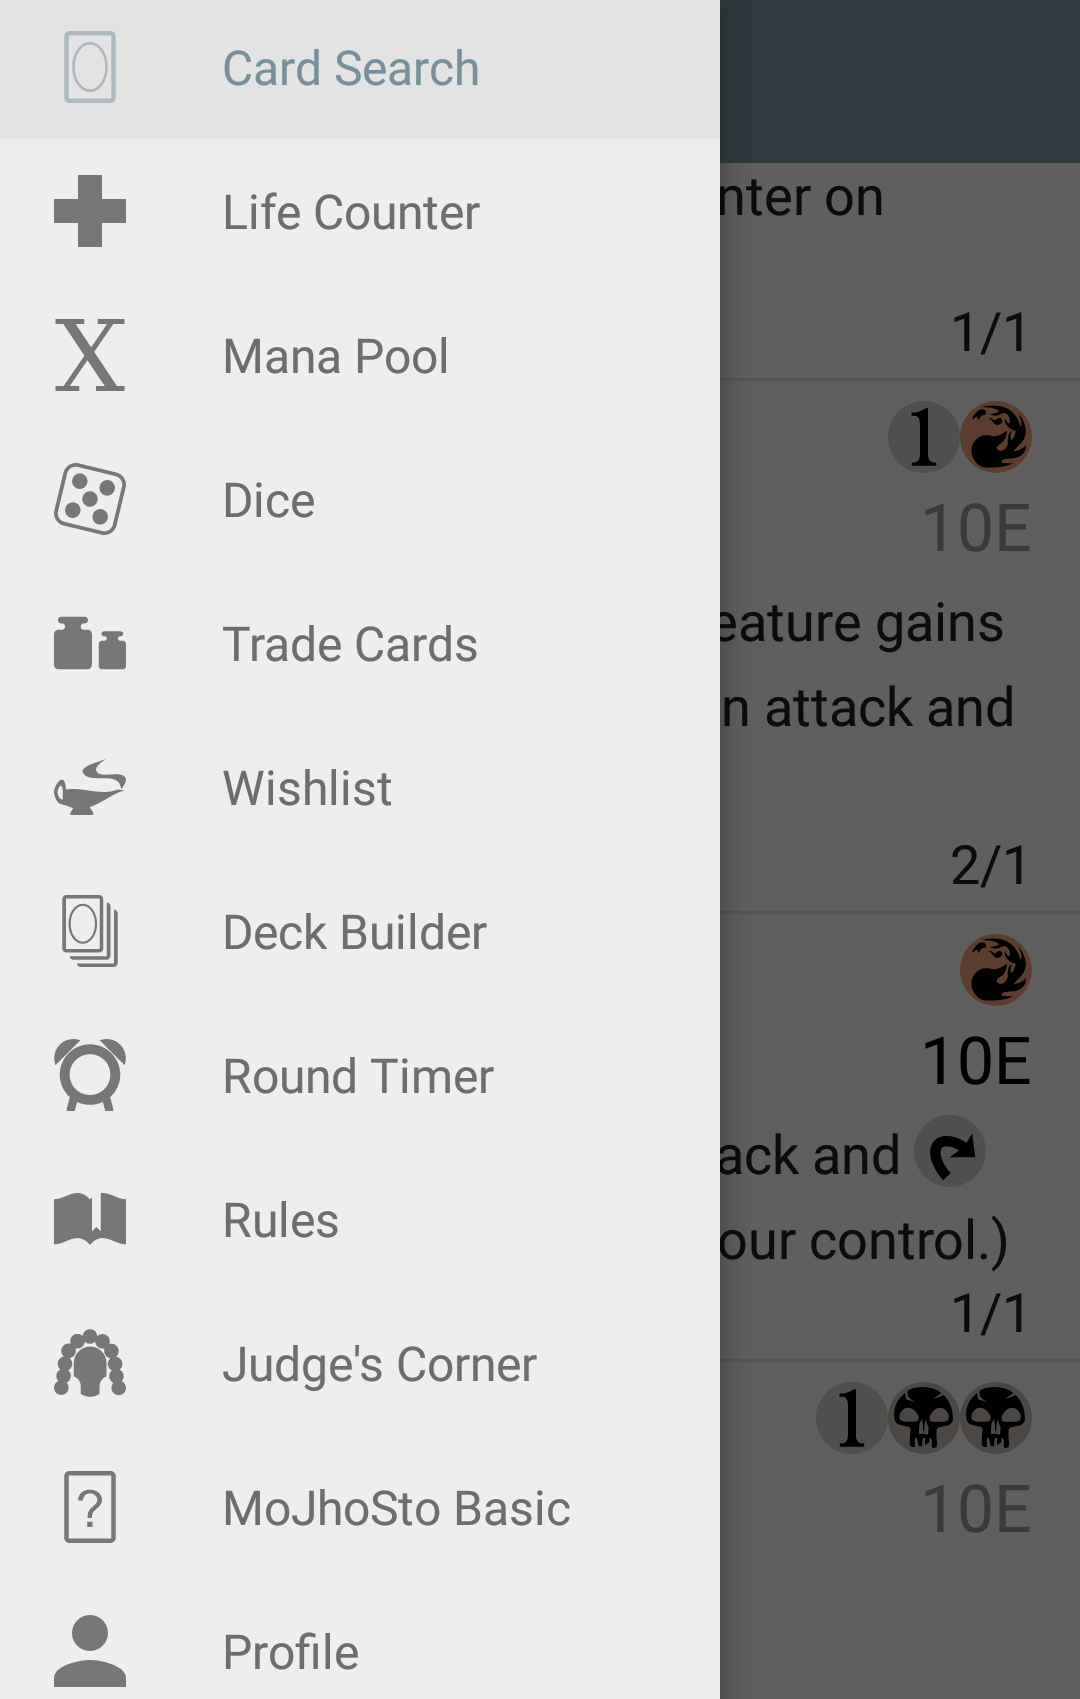 Card Search
Life Counter
Mana Pool
Dice
Trade Cards
Wishlist
Deck Builder
Round Timer
Rules
Judge's Corner
MoJhoSto Basic
Profile
nter on
1/1
1
10E
eature gains
n attack and
2/1
10E
ack and
our control.)
1/1
1
10E